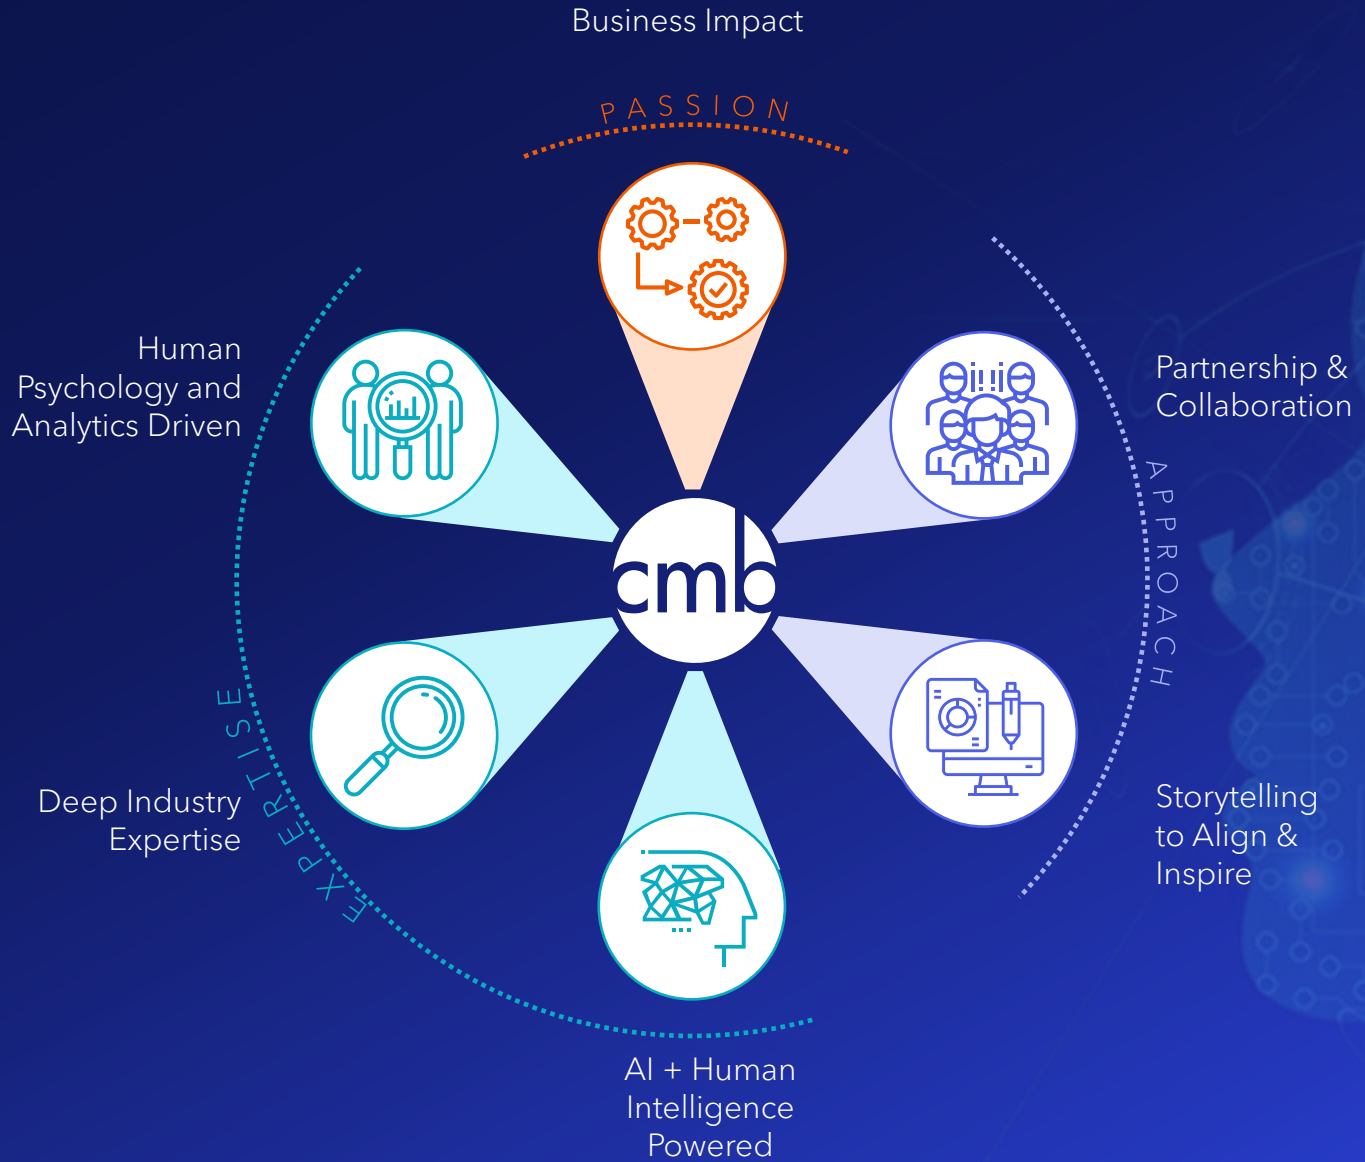 Business Impact
PASSION
Human
Psychology and
Analytics Driven
Partnership &
Collaboration
APPROACH
cmb
EXPERTISE
Deep Industry
Expertise
Storytelling
to Align &
Inspire
AI + Human
Intelligence
Powered